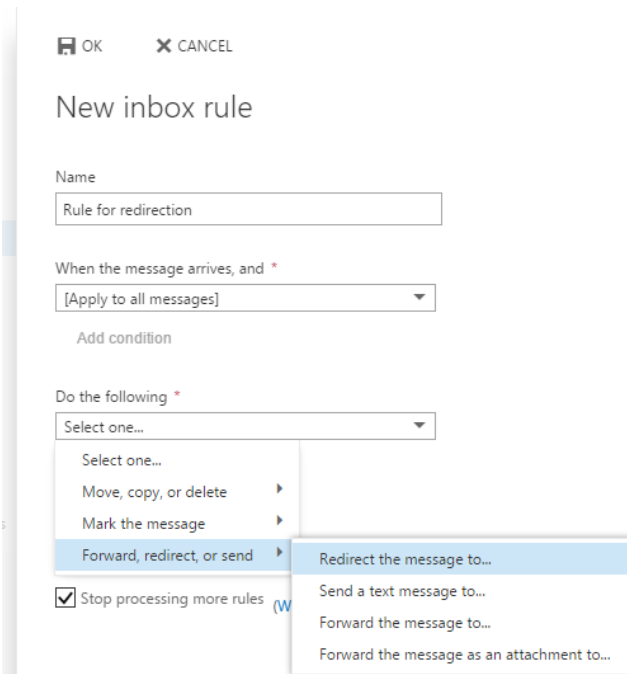 OK
CANCEL
New inbox rule
Name
Rule for redirection
When the message arrives, and *
[Apply to all messages]
Add condition
Do the following *
Select one...
Select one...
Move, copy, or delete
Mark the message
Forward, redirect, or send
Redirect the message to...
Send a text message to...
Forward the message to...
Forward the message as an attachment to...
Stop processing more rules (W